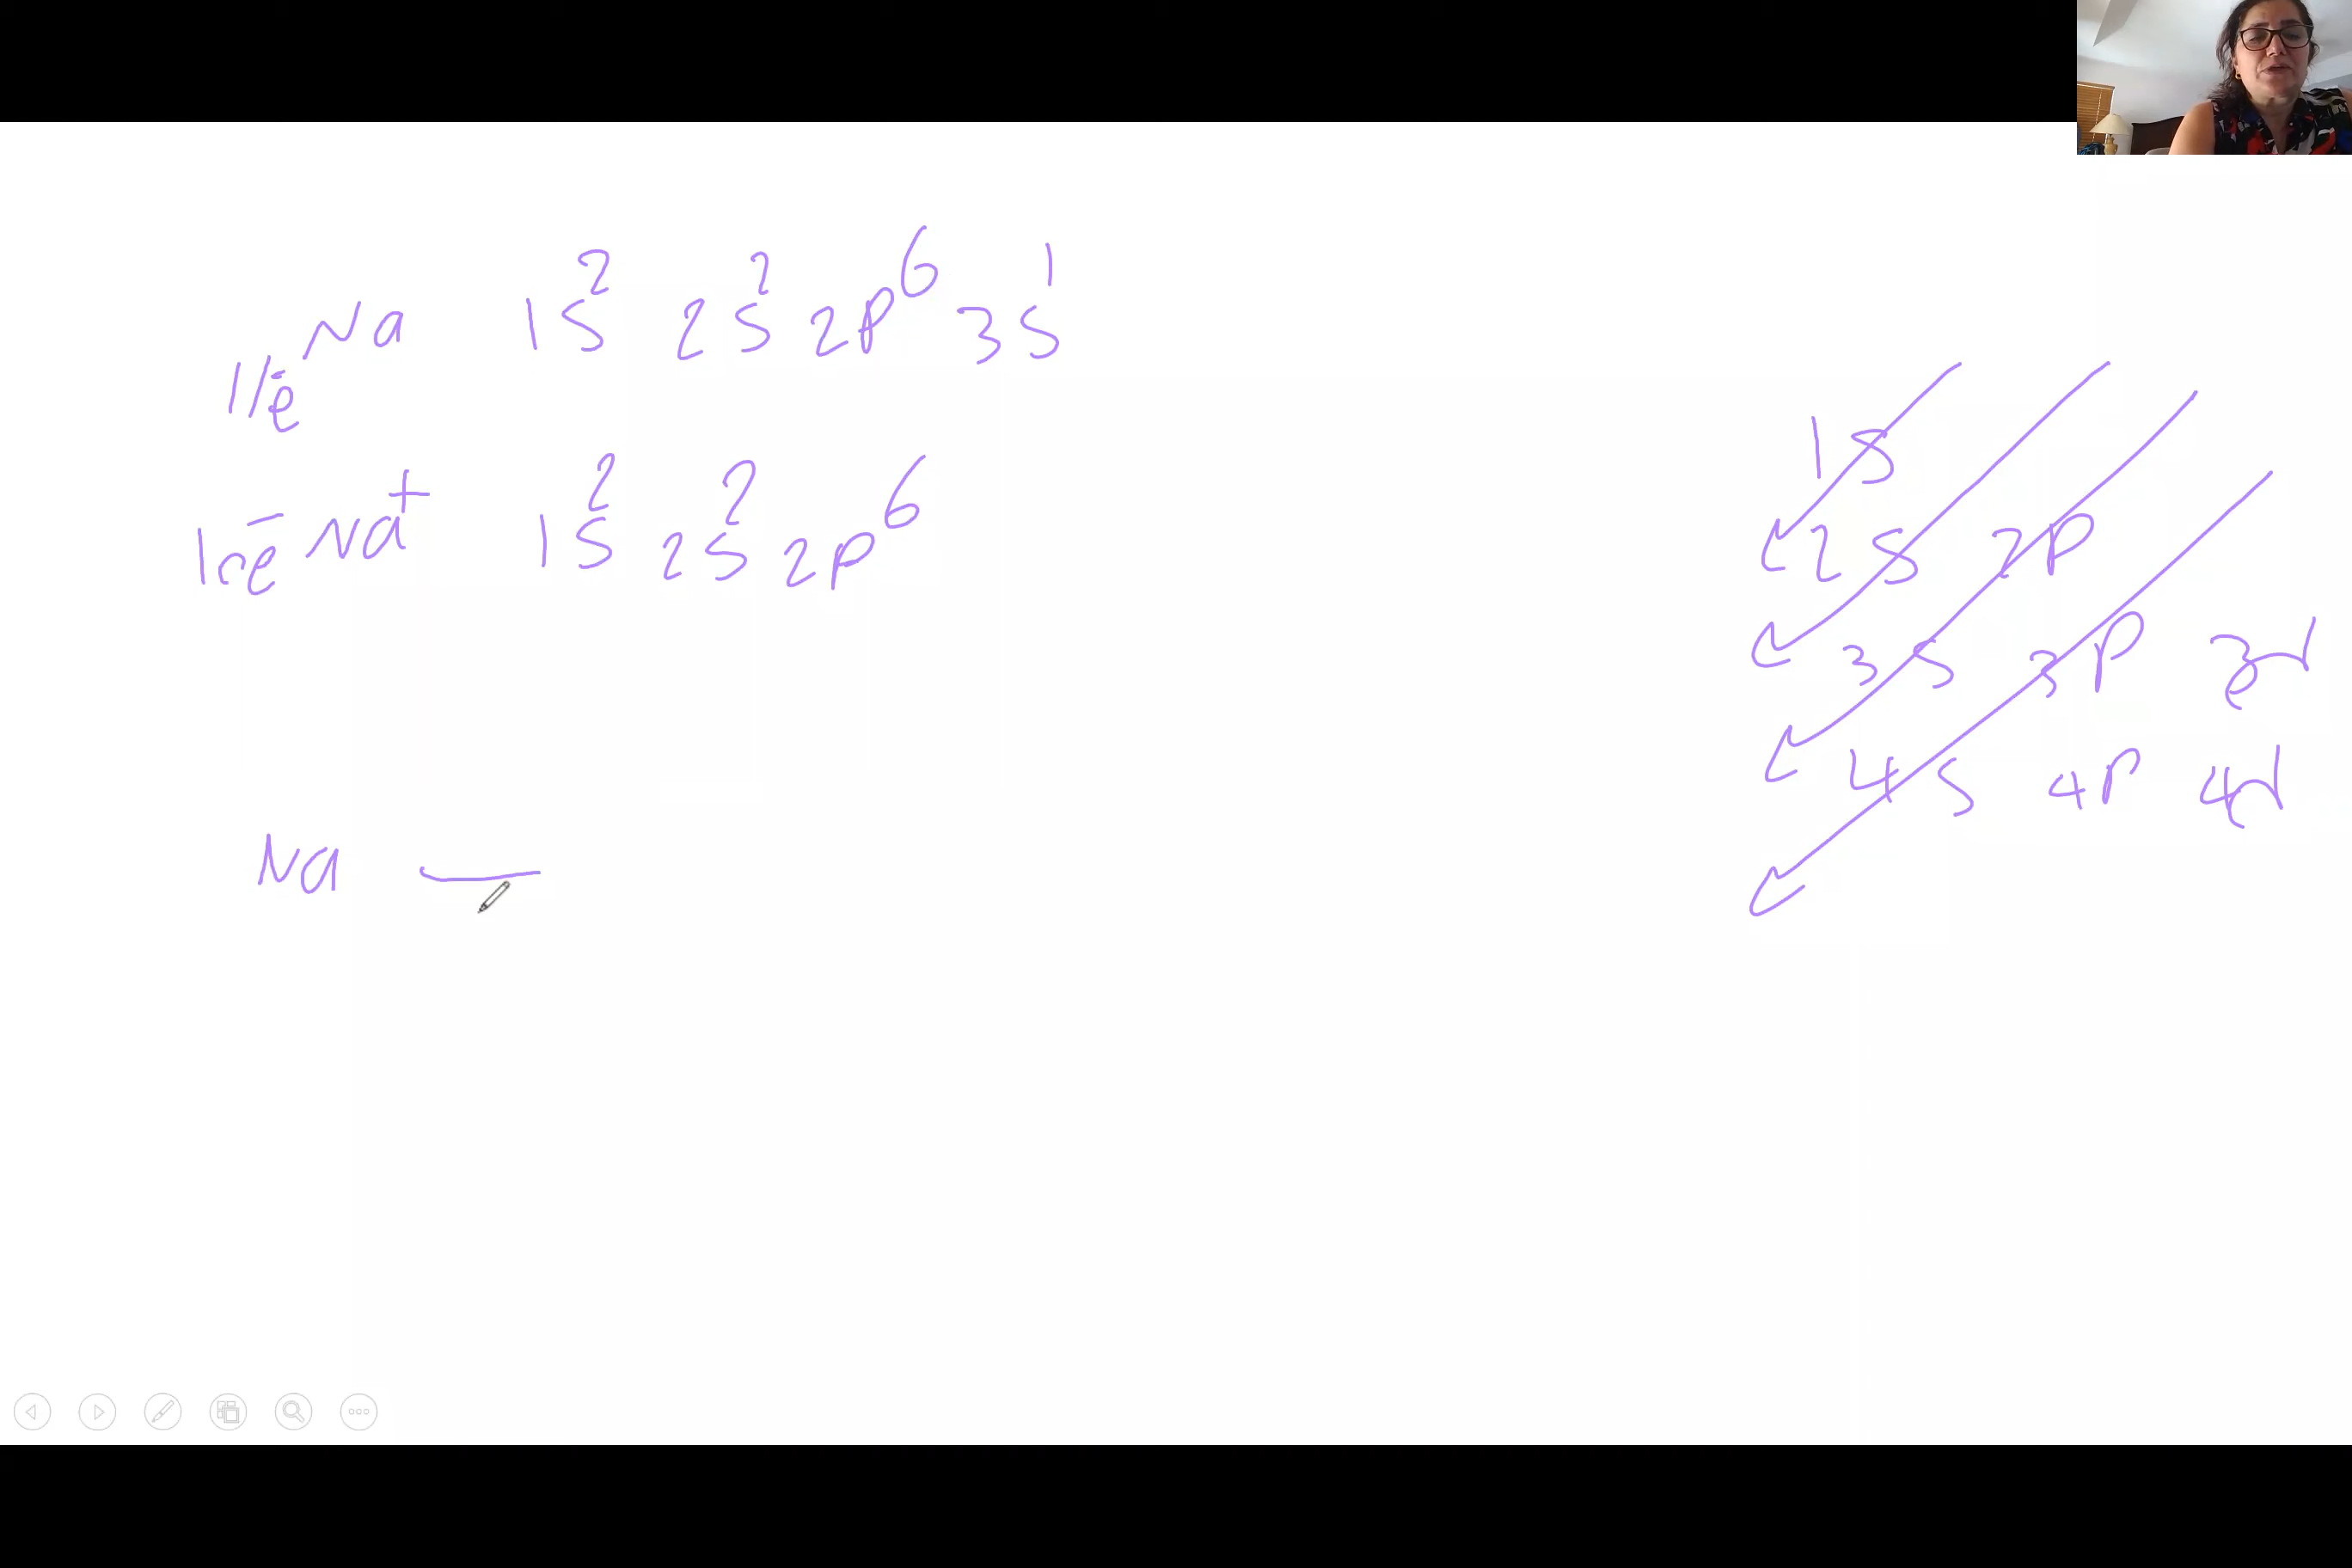 Na 1s² 2s² 2p⁶ 3s¹
11e⁻
10e⁻ Na⁺ 1s² 2s² 2p⁶
Na
1s
2s 2p
3s 3p 3d
4s 4p 4d